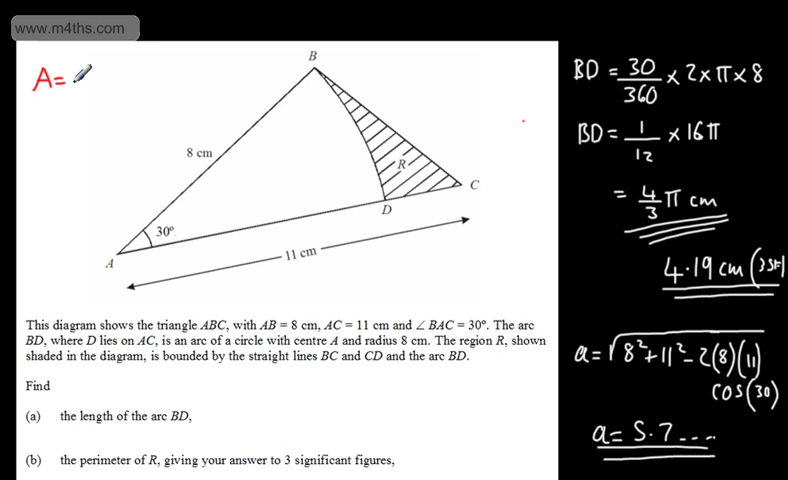 www.m4ths.com
A=
B
8 cm
R
C
D
30°
A
11 cm
This diagram shows the triangle ABC, with AB = 8 cm, AC = 11 cm and ∠ BAC = 30°. The arc
BD, where D lies on AC, is an arc of a circle with centre A and radius 8 cm. The region R, shown
shaded in the diagram, is bounded by the straight lines BC and CD and the arc BD.
Find
(a) the length of the arc BD,
(b) the perimeter of R, giving your answer to 3 significant figures,
BD = 30/360 × 2 × π × 8
BD = 1/12 × 16π
= 4/3 π cm
4.19 cm (3SF)
a = √8² + 11² - 2(8)(11)
cos(30)
a = 5.7....